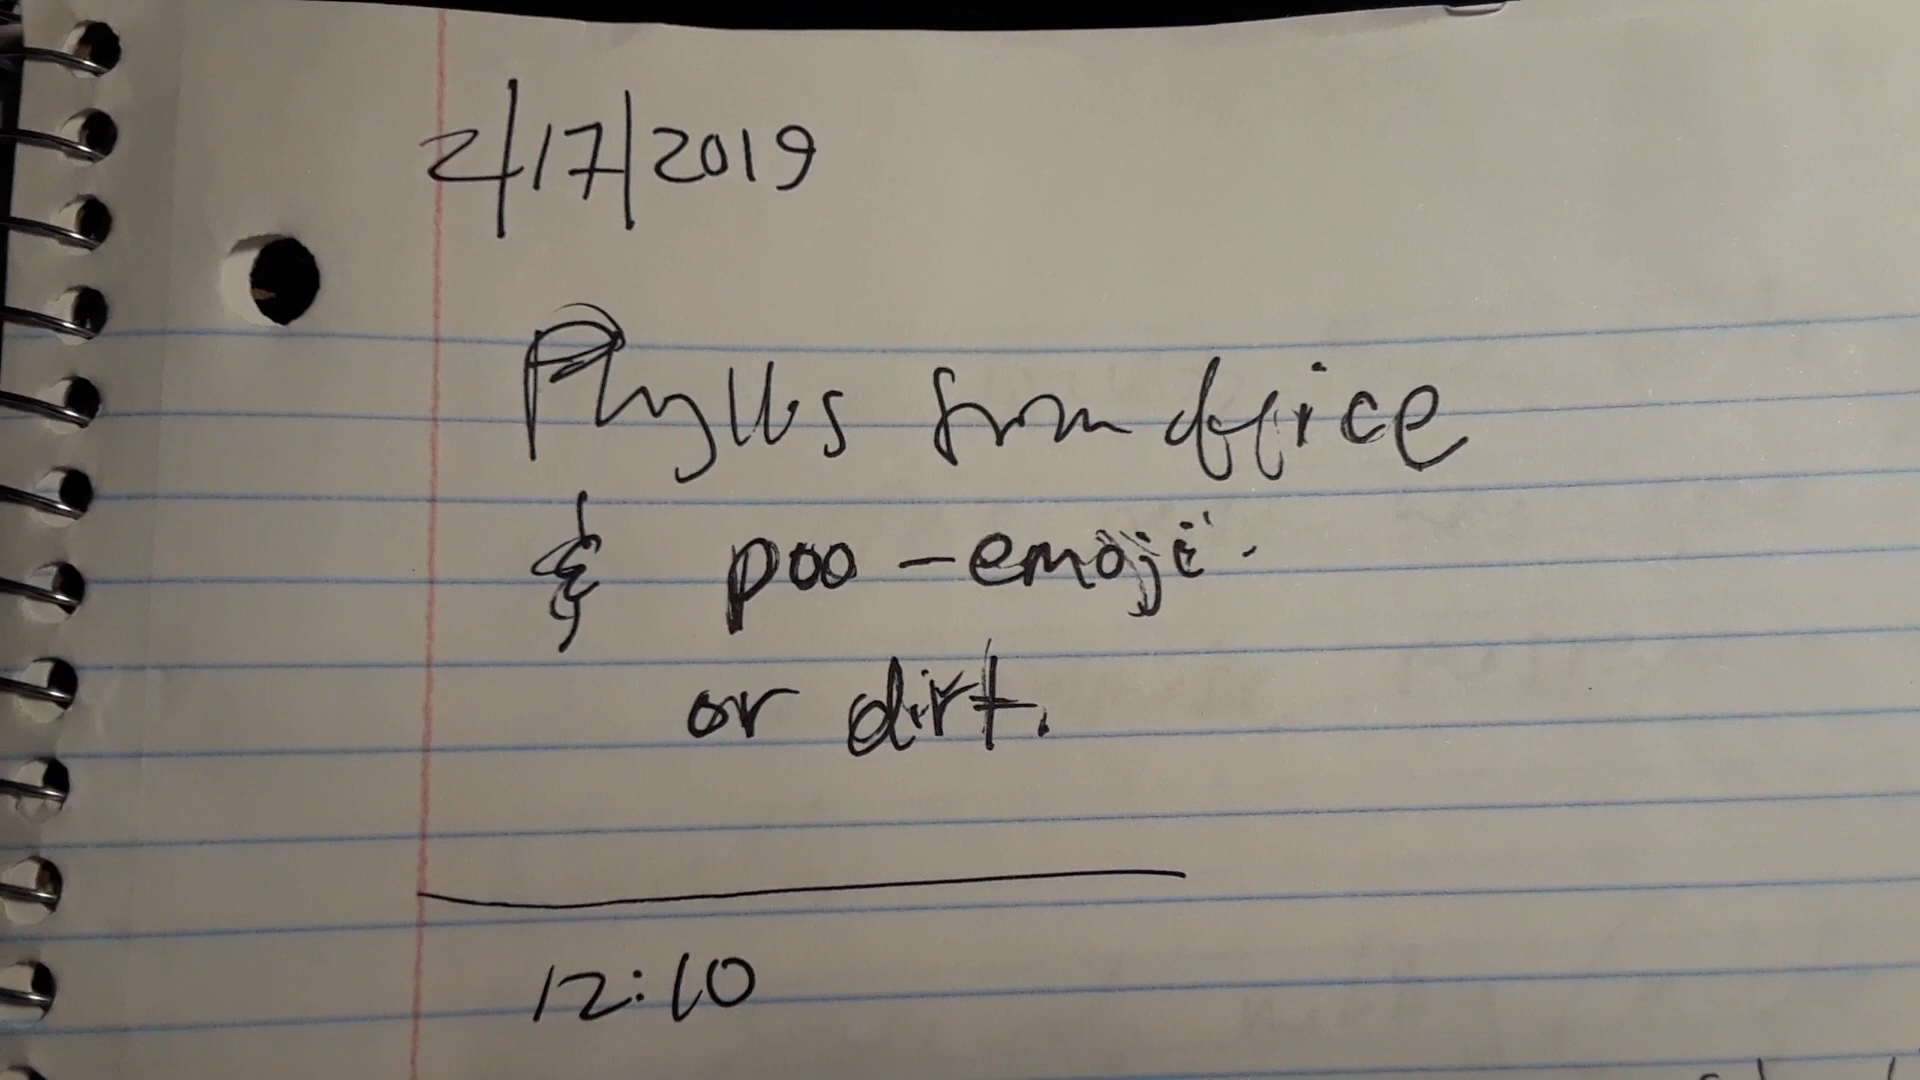 2/17/2019
Phyllis from office
& poo-emoji.
or dirt.
12:10